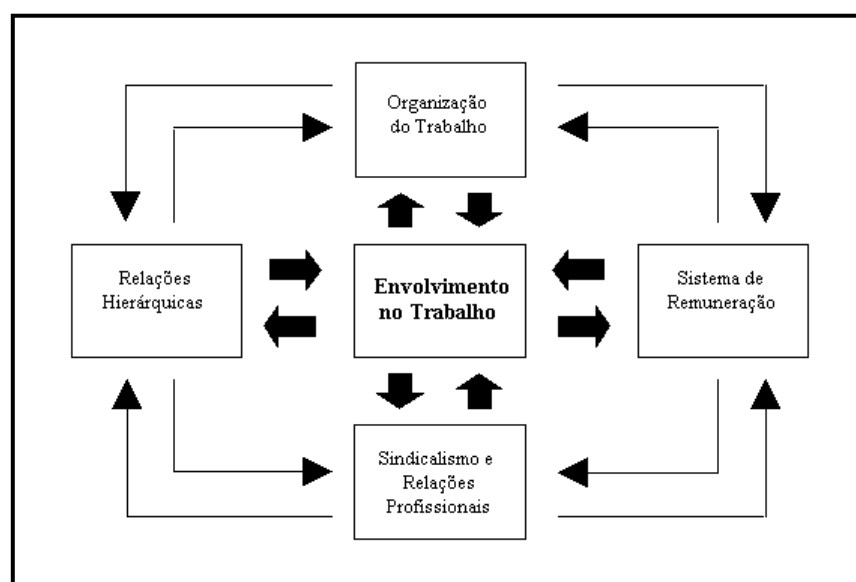 Organização
do Trabalho
Relações
Hierárquicas
Envolvimento
no Trabalho
Sistema de
Remuneração
Sindicalismo e
Relações
Profissionais